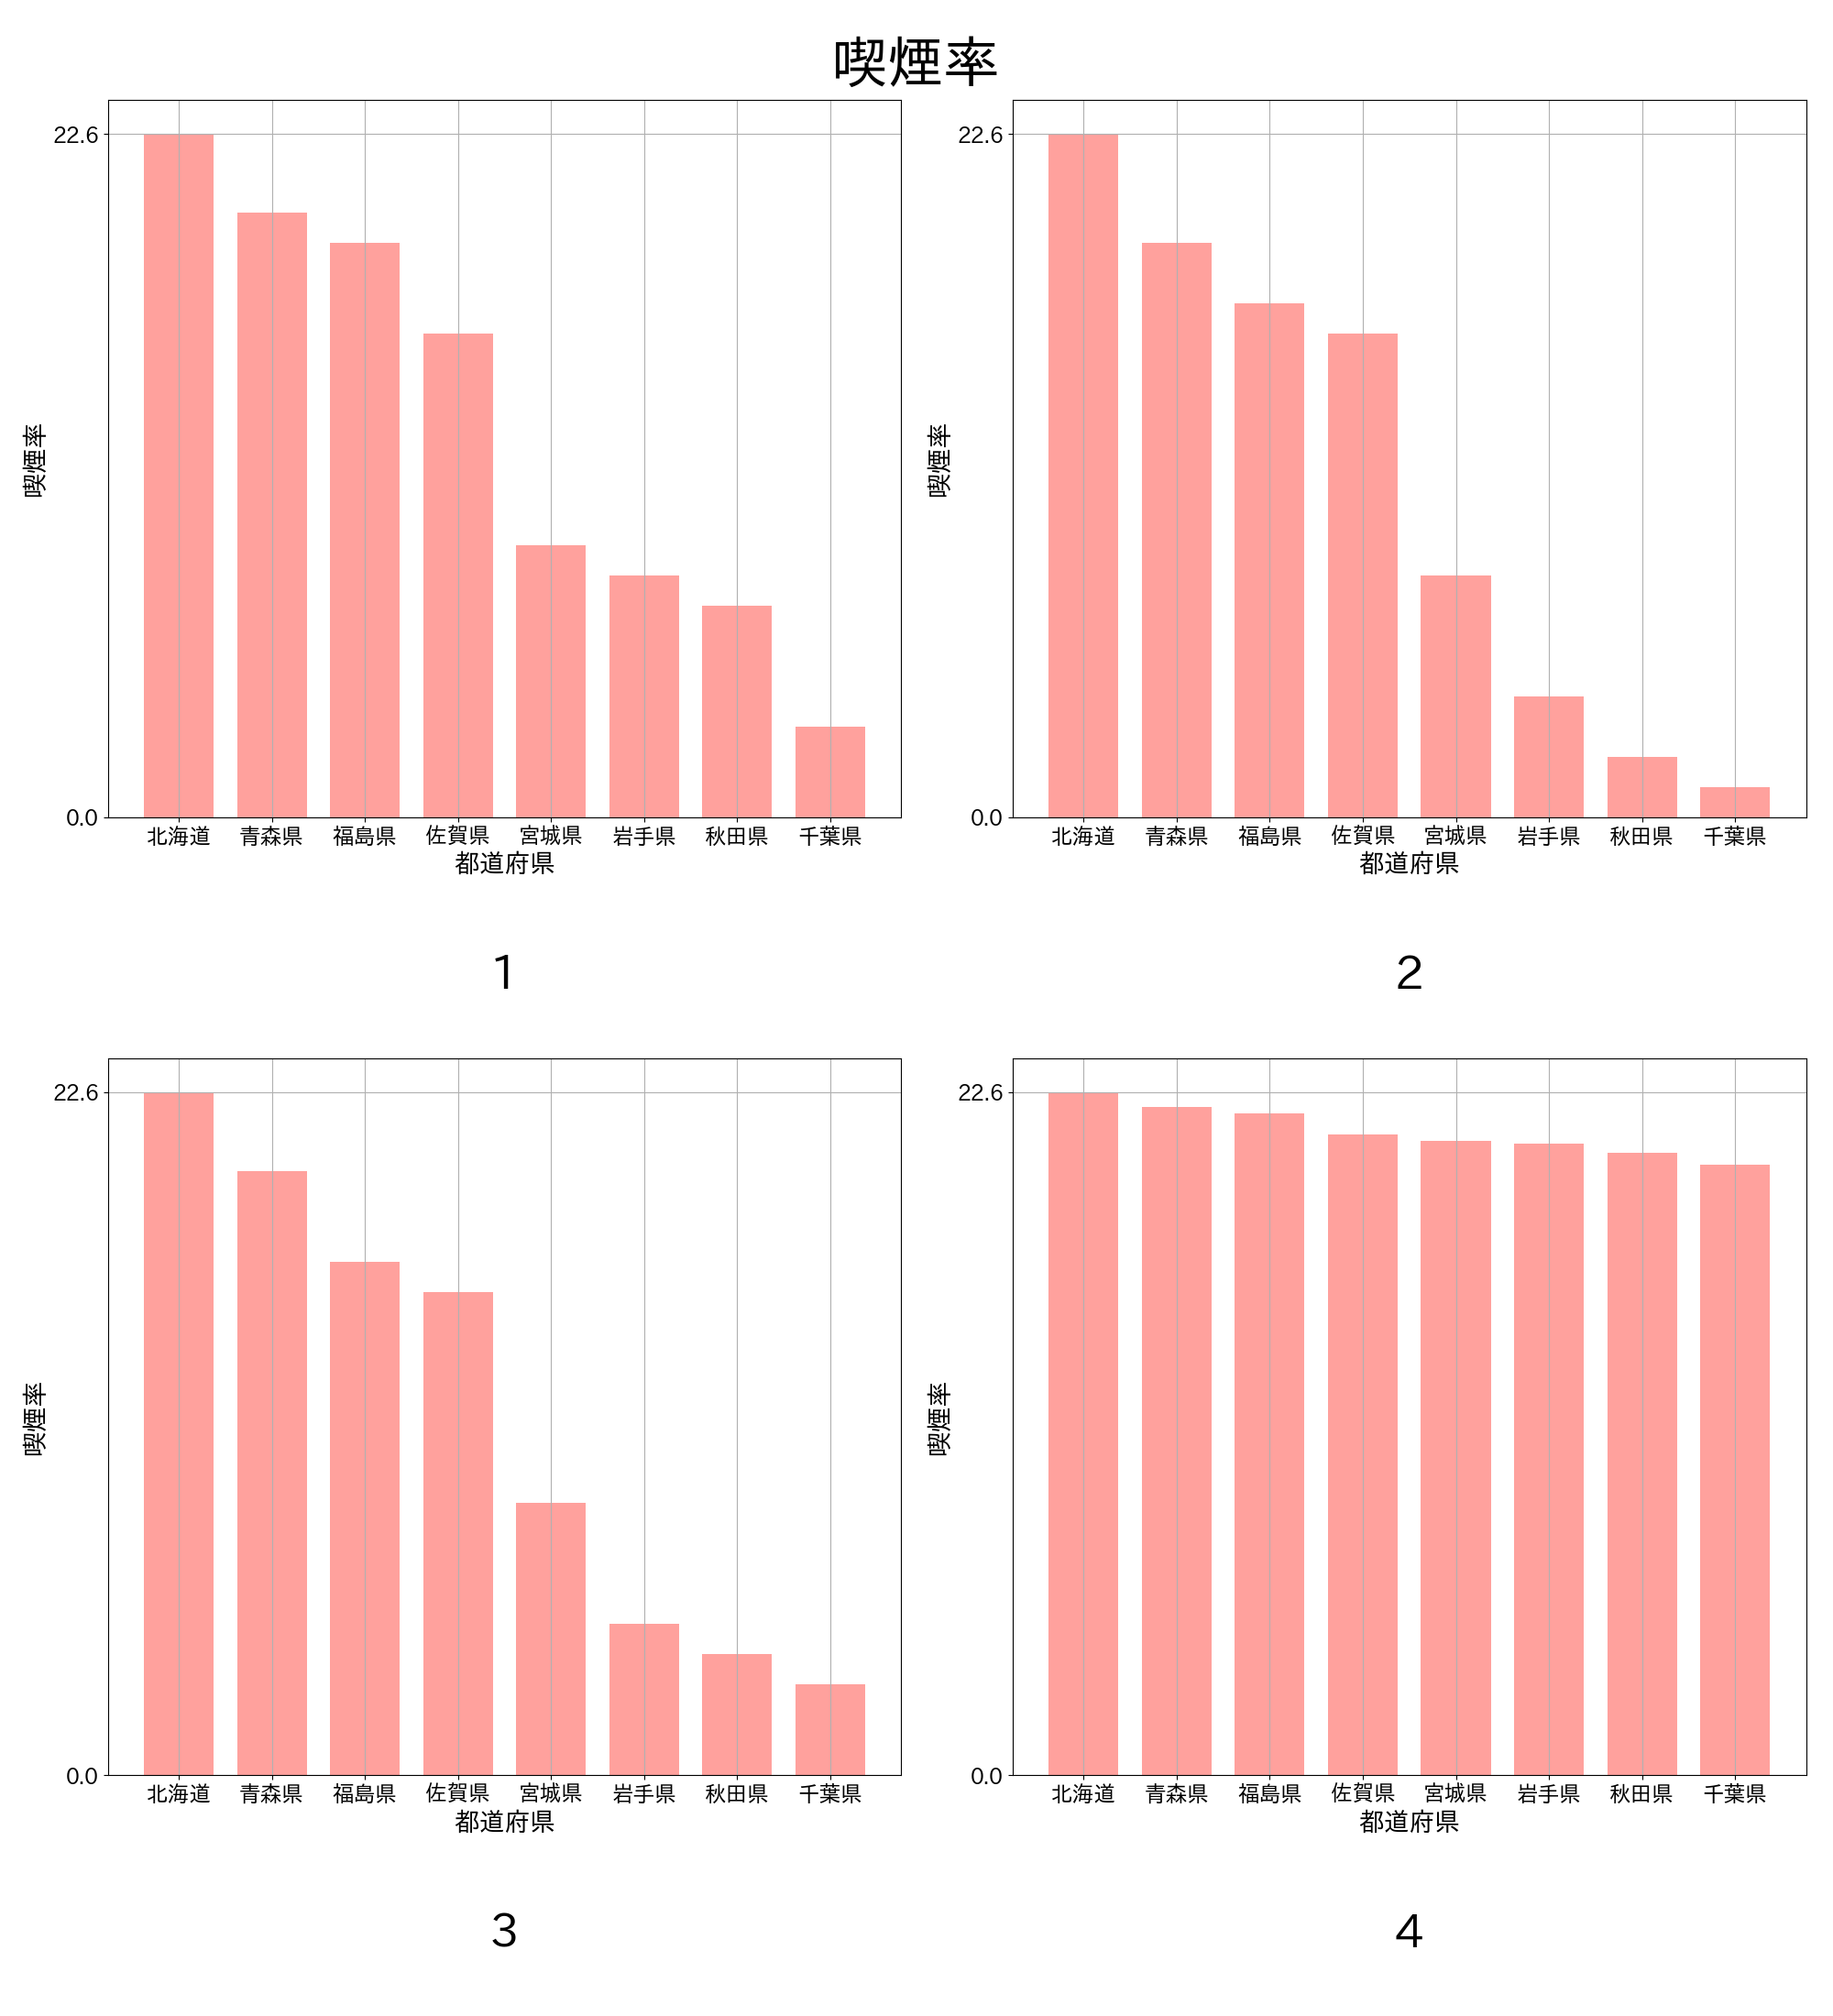 喫煙率
22.6
0.0
喫煙率
北海道 青森県 福島県 佐賀県 宮城県 岩手県 秋田県 千葉県
都道府県
1
22.6
0.0
喫煙率
北海道 青森県 福島県 佐賀県 宮城県 岩手県 秋田県 千葉県
都道府県
2
22.6
0.0
喫煙率
北海道 青森県 福島県 佐賀県 宮城県 岩手県 秋田県 千葉県
都道府県
3
22.6
0.0
喫煙率
北海道 青森県 福島県 佐賀県 宮城県 岩手県 秋田県 千葉県
都道府県
4